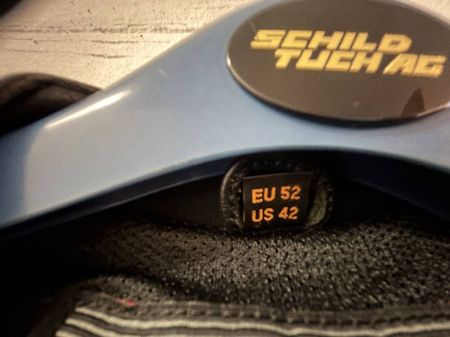 SCHILD
TUCH AG
EU 52
US 42